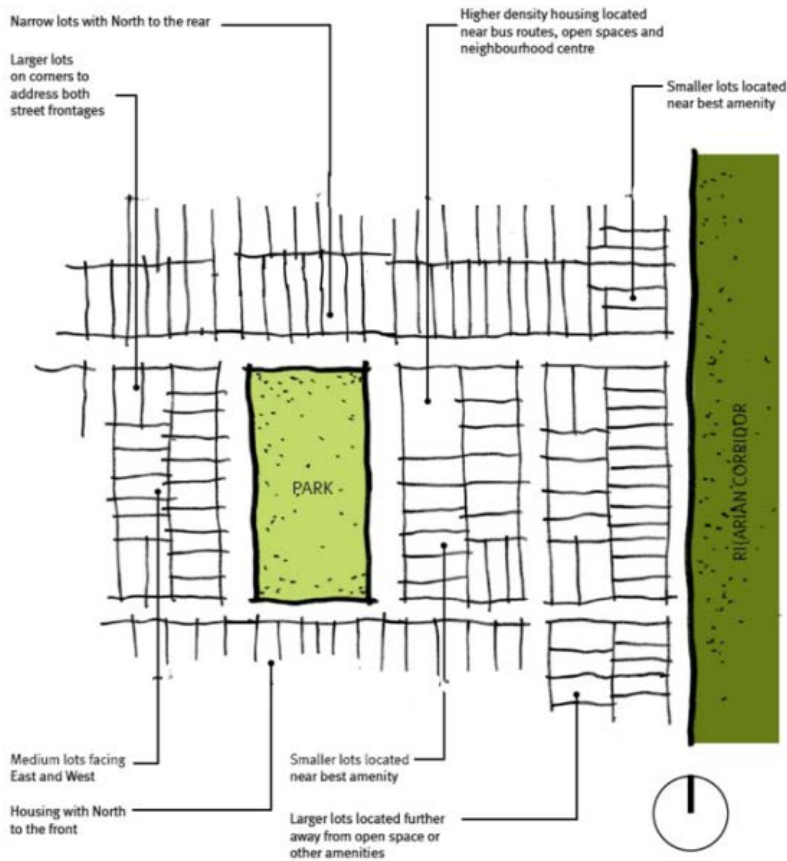 Narrow lots with North to the rear
Higher density housing located
near bus routes, open spaces and
neighbourhood centre
Larger lots
on corners to
address both
street frontages
Smaller lots located
near best amenity
PARK
RIPARIAN CORRIDOR
Medium lots facing
East and West
Smaller lots located
near best amenity
Housing with North
to the front
Larger lots located further
away from open space or
other amenities